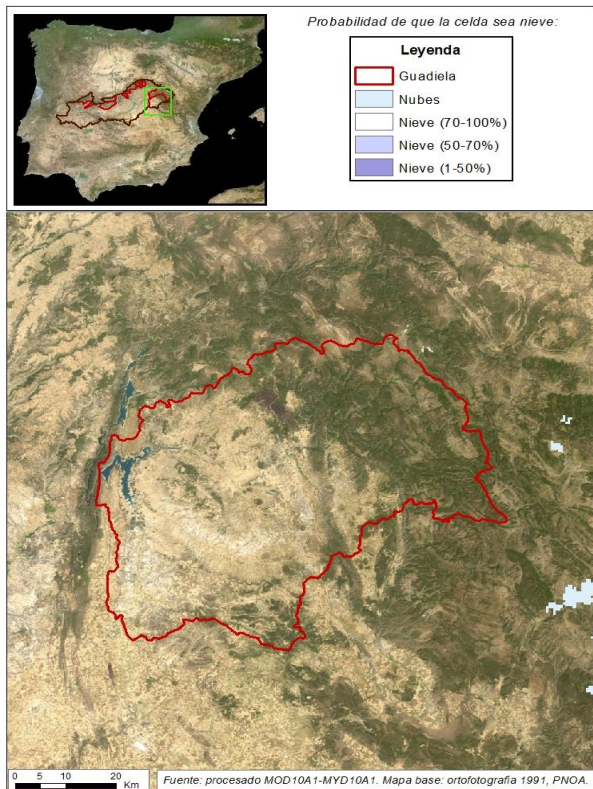 Probabilidad de que la celda sea nieve:
Leyenda
Guadiela
Nubes
Nieve (70-100%)
Nieve (50-70%)
Nieve (1-50%)
0 5 10 20
Km
Fuente: procesado MOD10A1-MYD10A1. Mapa base: ortofotografia 1991, PNOA.